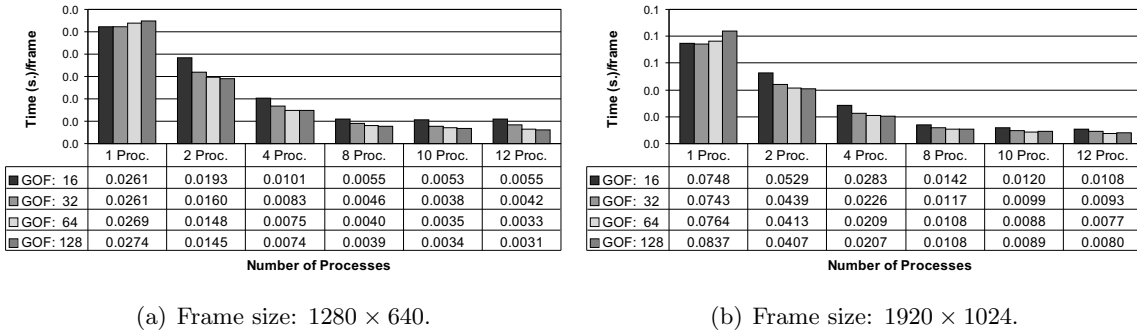 Time (s.)/frame
0.0
0.0
0.0
0.0
0.0
0.0
0.0
1 Proc. 2 Proc. 4 Proc. 8 Proc. 10 Proc. 12 Proc.
GOF: 16 0.0261 0.0193 0.0101 0.0055 0.0053 0.0055
GOF: 32 0.0261 0.0160 0.0083 0.0046 0.0038 0.0042
GOF: 64 0.0269 0.0148 0.0075 0.0040 0.0035 0.0033
GOF: 128 0.0274 0.0145 0.0074 0.0039 0.0034 0.0031
Number of Processes
(a) Frame size: 1280 × 640.
Time (s.)/frame
0.1
0.1
0.1
0.0
0.0
0.0
1 Proc. 2 Proc. 4 Proc. 8 Proc. 10 Proc. 12 Proc.
GOF: 16 0.0748 0.0529 0.0283 0.0142 0.0120 0.0108
GOF: 32 0.0743 0.0439 0.0226 0.0117 0.0099 0.0093
GOF: 64 0.0764 0.0413 0.0209 0.0108 0.0088 0.0077
GOF: 128 0.0837 0.0407 0.0207 0.0108 0.0089 0.0080
Number of Processes
(b) Frame size: 1920 × 1024.